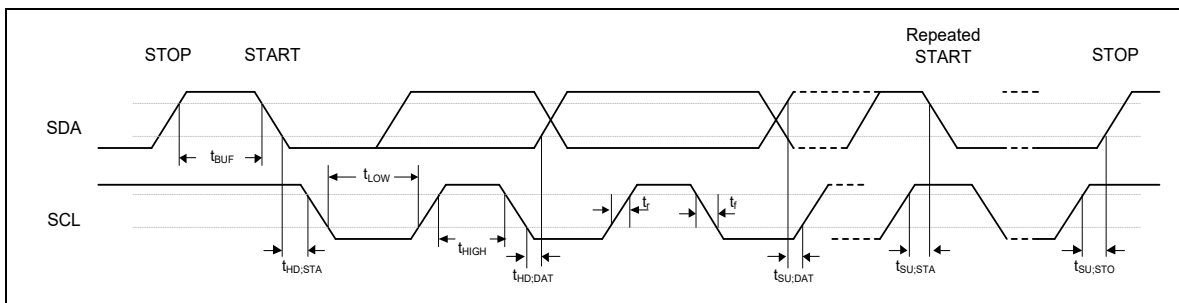 Repeated
STOP START START STOP
SDA
tBUF
tLOW
SCL
tr tf
tHIGH
tHD;STA tHD;DAT tSU;DAT tSU;STA tSU;STO